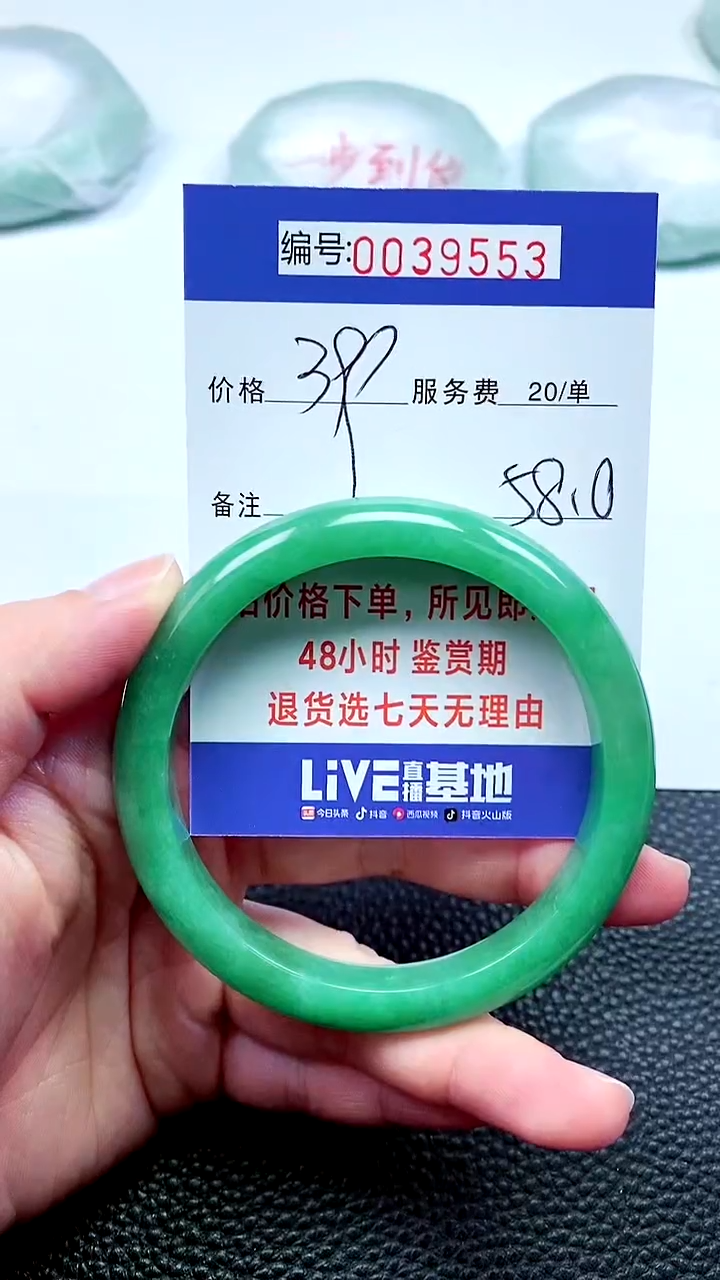 一步到位
编号:0039553
价格 397 服务费 20/单
备注 58.0
价格下单，所见即
48小时 鉴赏期
退货选七天无理由
LiVE直播基地
今日头条 抖音 西瓜视频 抖音火山版